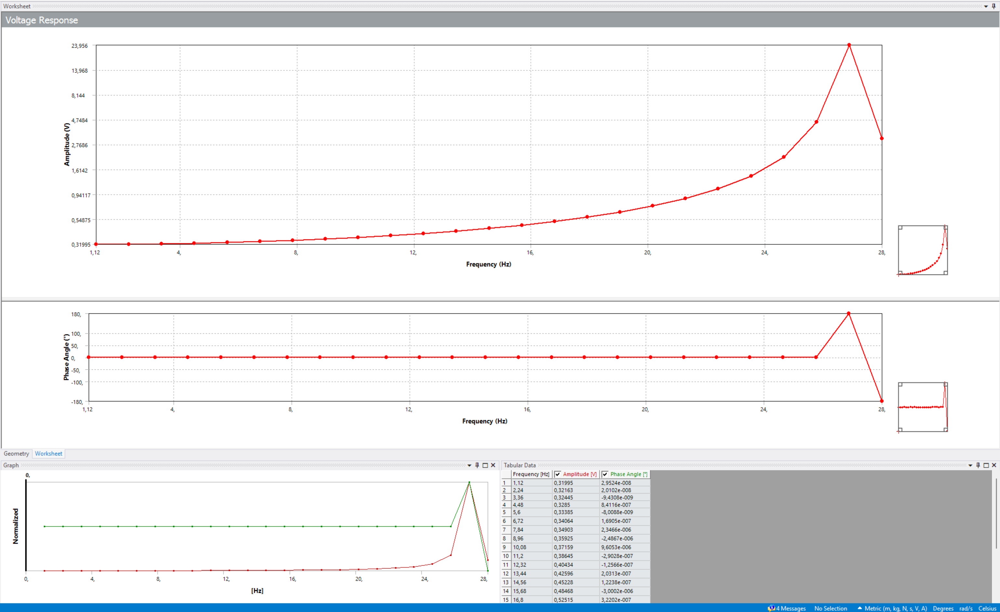 Worksheet
Voltage Response
23,956
13,968
8,144
4,7484
2,7686
1,6142
0,94117
0,54875
0,31995
Amplitude (V)
1,12 4, 8, 12, 16, 20, 24, 28,
Frequency (Hz)
180,
100,
50,
0,
-50,
-100,
-180,
Phase Angle (°)
1,12 4, 8, 12, 16, 20, 24, 28,
Frequency (Hz)
Geometry Worksheet
Graph
0,
Normalized
0, 4, 8, 12, 16, 20, 24, 28,
[Hz]
Tabular Data
Frequency [Hz] Amplitude [V] Phase Angle [°]
1 1,12 0,31995 2,9524e-008
2 2,24 0,32163 2,0102e-008
3 3,36 0,32445 -9,4308e-009
4 4,48 0,3285 8,4116e-007
5 5,6 0,33385 -8,0088e-009
6 6,72 0,34064 1,6905e-007
7 7,84 0,34903 2,3466e-006
8 8,96 0,35925 -2,4867e-006
9 10,08 0,37159 9,6053e-006
10 11,2 0,38645 -2,9028e-007
11 12,32 0,40434 -1,2566e-007
12 13,44 0,42596 2,0313e-007
13 14,56 0,45228 1,2238e-007
14 15,68 0,48468 -3,0002e-006
15 16,8 0,52515 3,2202e-007
4 Messages No Selection Metric (m, kg, N, s, V, A) Degrees rad/s Celsius